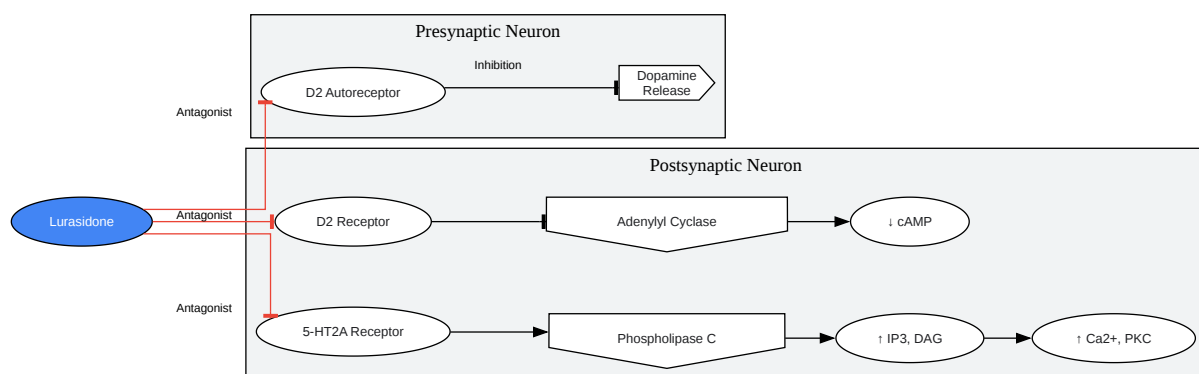 Presynaptic Neuron
Inhibition
D2 Autoreceptor
Dopamine
Release
Antagonist
Postsynaptic Neuron
Lurasidone
Antagonist
D2 Receptor
Adenylyl Cyclase
↓ cAMP
Antagonist
5-HT2A Receptor
Phospholipase C
↑ IP3, DAG
↑ Ca2+, PKC